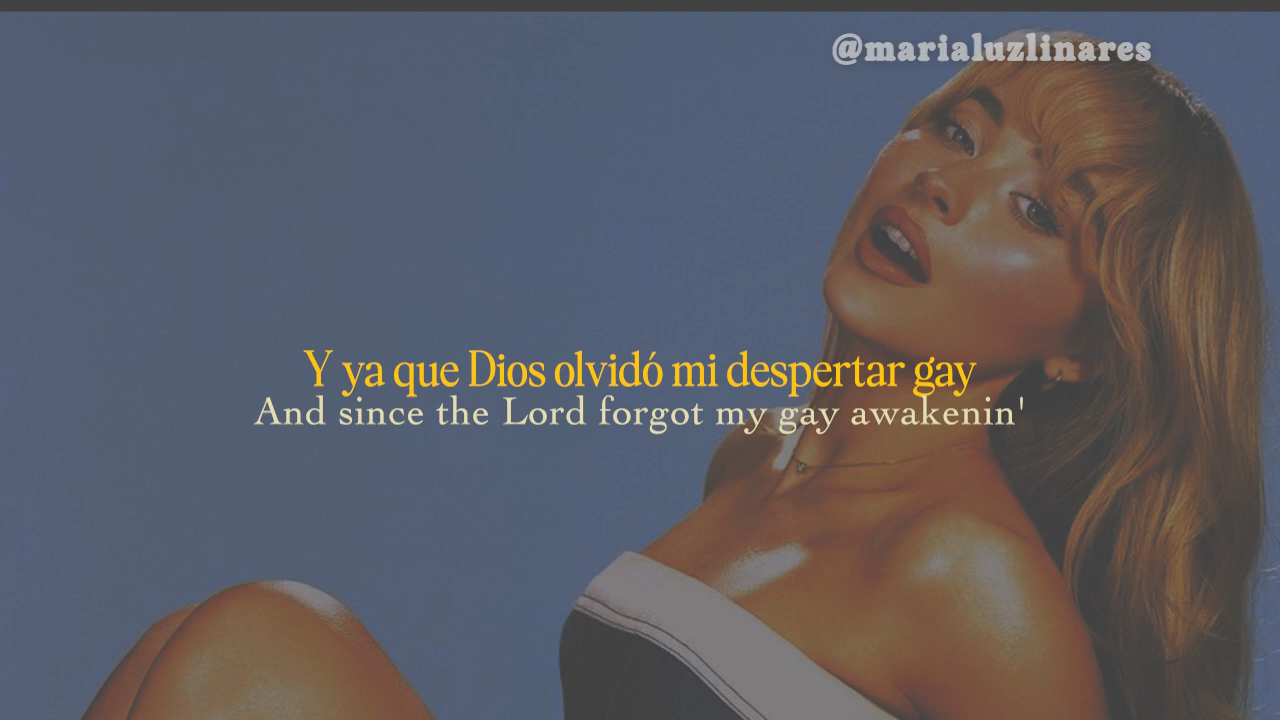 @marialuzlinares
Y ya que Dios olvidó mi despertar gay
And since the Lord forgot my gay awakenin'